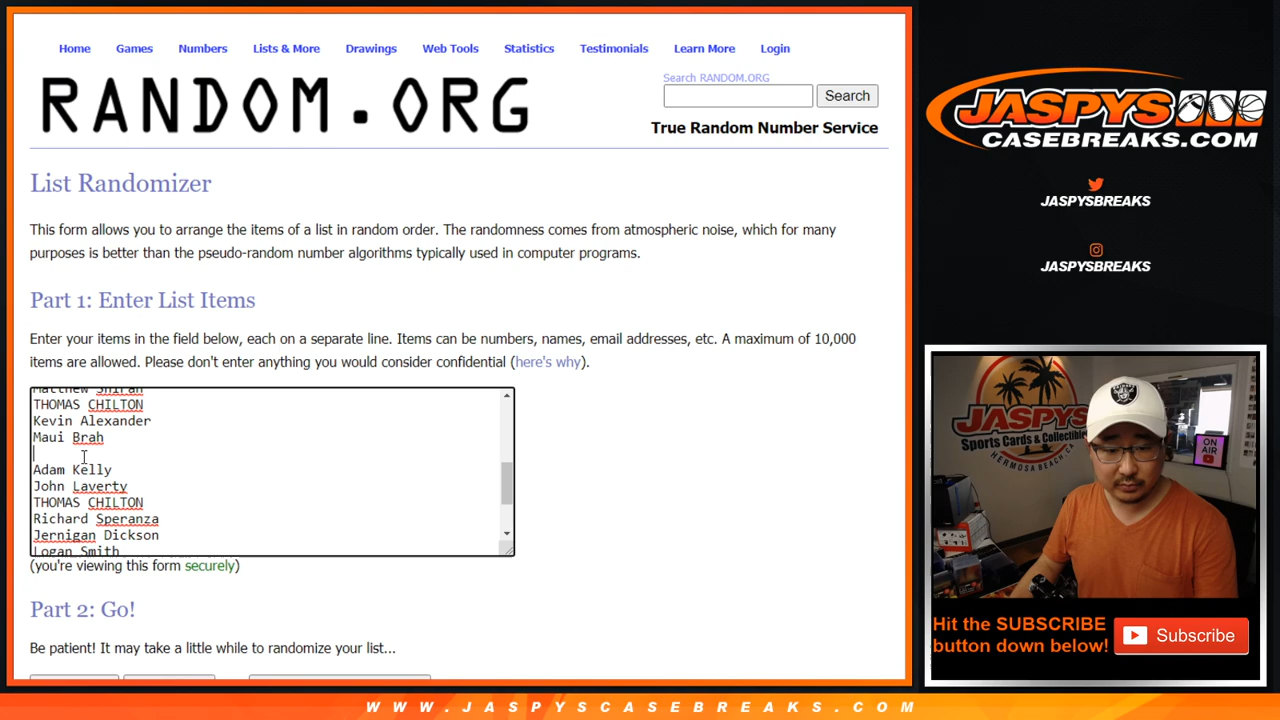 Home Games Numbers Lists & More Drawings Web Tools Statistics Testimonials Learn More Login
RANDOM.ORG
Search RANDOM.ORG
Search
True Random Number Service
List Randomizer
This form allows you to arrange the items of a list in random order. The randomness comes from atmospheric noise, which for many
purposes is better than the pseudo-random number algorithms typically used in computer programs.
Part 1: Enter List Items
Enter your items in the field below, each on a separate line. Items can be numbers, names, email addresses, etc. A maximum of 10,000
items are allowed. Please don't enter anything you would consider confidential (here's why).
Matthew Shiran
THOMAS CHILTON
Kevin Alexander
Maui Brah
Adam Kelly
John Laverty
THOMAS CHILTON
Richard Speranza
Jernigan Dickson
Logan Smith
(you're viewing this form securely)
Part 2: Go!
Be patient! It may take a little while to randomize your list...
JASPYS
CASEBREAKS.COM
JASPYSBREAKS
JASPYSBREAKS
JASPYS
Sports Cards & Collectibles
HERMOSA BEACH, CA
ON AIR
Hit the SUBSCRIBE
button down below!
Subscribe
WWW.JASPYSCASEBREAKS.COM